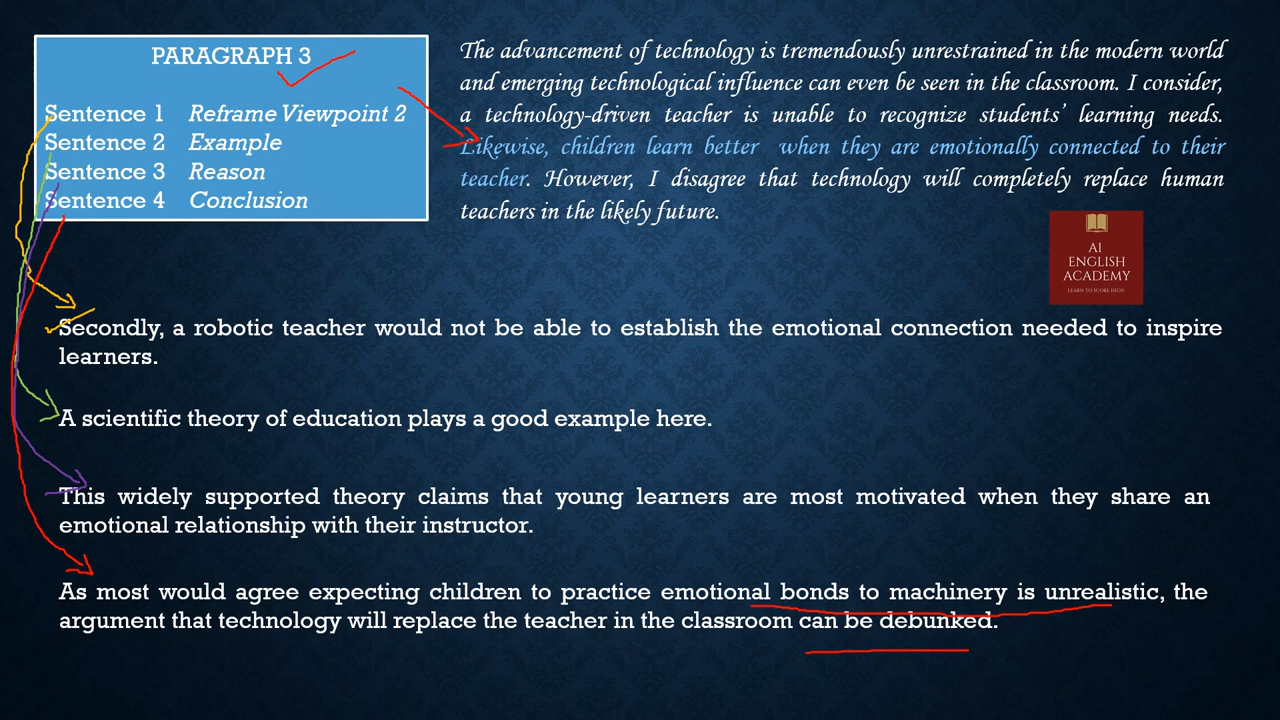 PARAGRAPH 3
Sentence 1 Reframe Viewpoint 2
Sentence 2 Example
Sentence 3 Reason
Sentence 4 Conclusion
The advancement of technology is tremendously unrestrained in the modern world
and emerging technological influence can even be seen in the classroom. I consider,
a technology-driven teacher is unable to recognize students' learning needs.
Likewise, children learn better when they are emotionally connected to their
teacher. However, I disagree that technology will completely replace human
teachers in the likely future.
AI
ENGLISH
ACADEMY
LEARN TO SCORE HIGH
Secondly, a robotic teacher would not be able to establish the emotional connection needed to inspire
learners.
A scientific theory of education plays a good example here.
This widely supported theory claims that young learners are most motivated when they share an
emotional relationship with their instructor.
As most would agree expecting children to practice emotional bonds to machinery is unrealistic, the
argument that technology will replace the teacher in the classroom can be debunked.